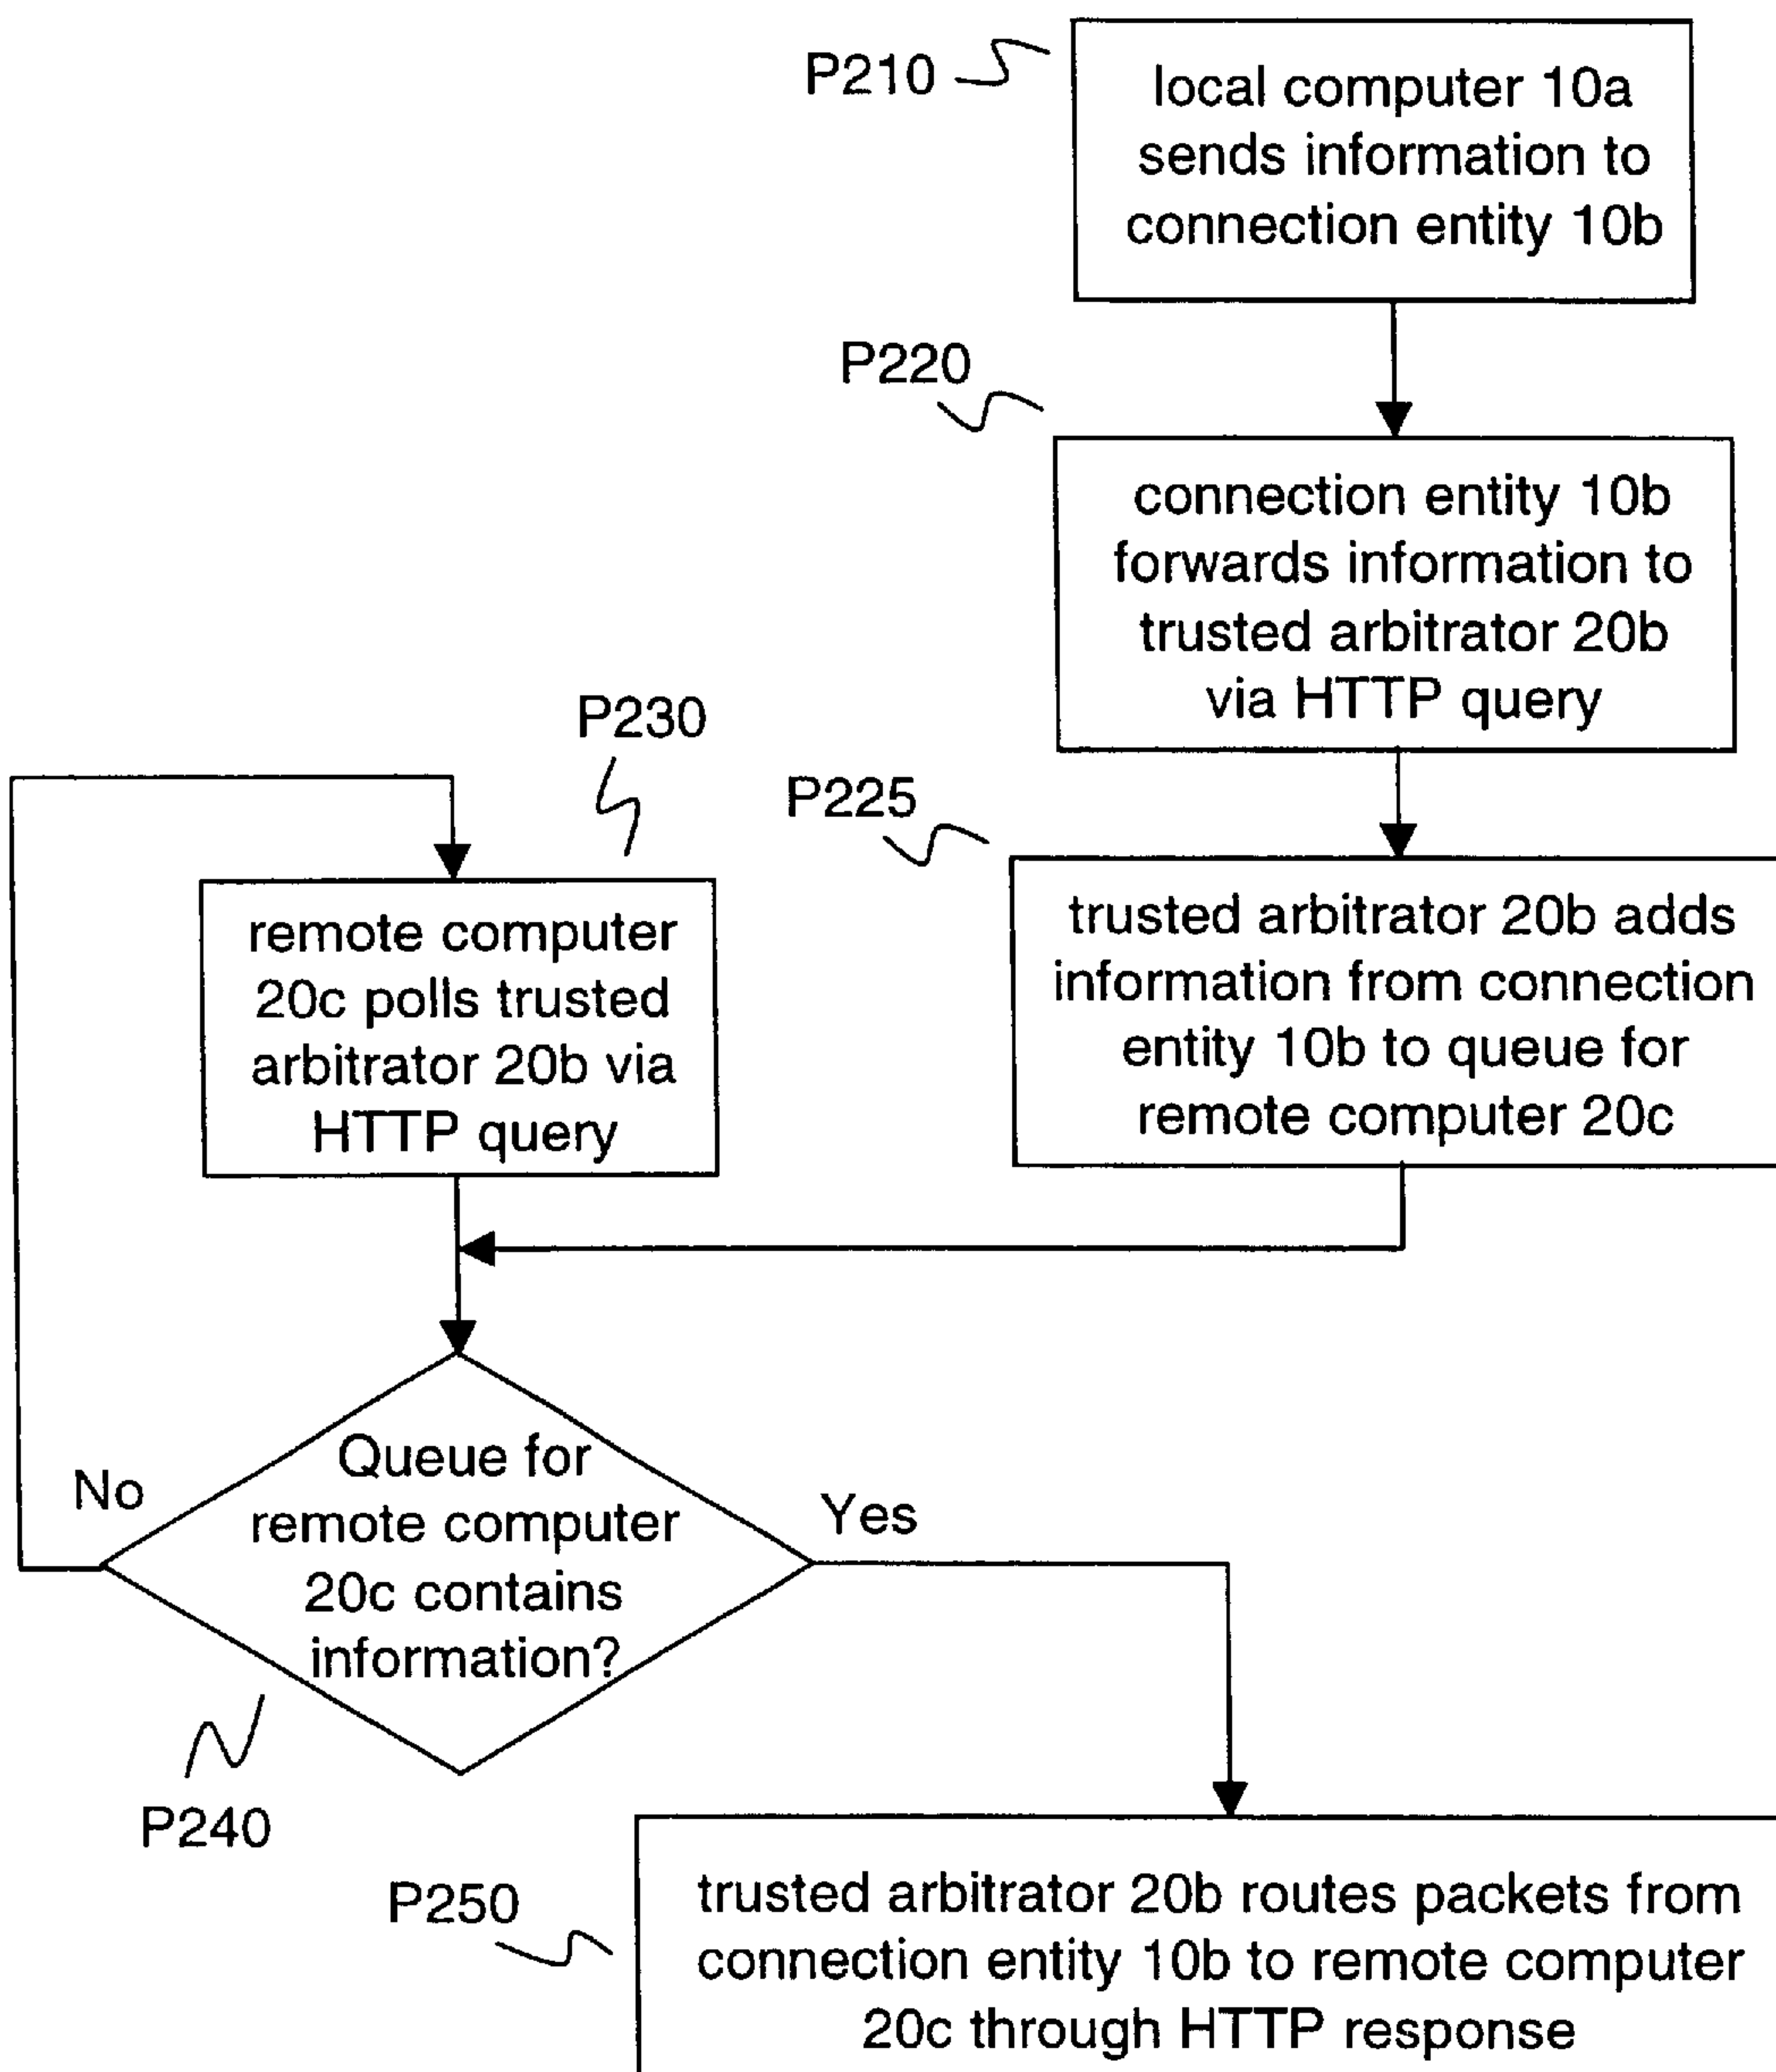 P210
local computer 10a
sends information to
connection entity 10b
P220
connection entity 10b
forwards information to
trusted arbitrator 20b
via HTTP query
P230
remote computer
20c polls trusted
arbitrator 20b via
HTTP query
P225
trusted arbitrator 20b adds
information from connection
entity 10b to queue for
remote computer 20c
No
Queue for
remote computer
20c contains
information?
Yes
P240
P250
trusted arbitrator 20b routes packets from
connection entity 10b to remote computer
20c through HTTP response